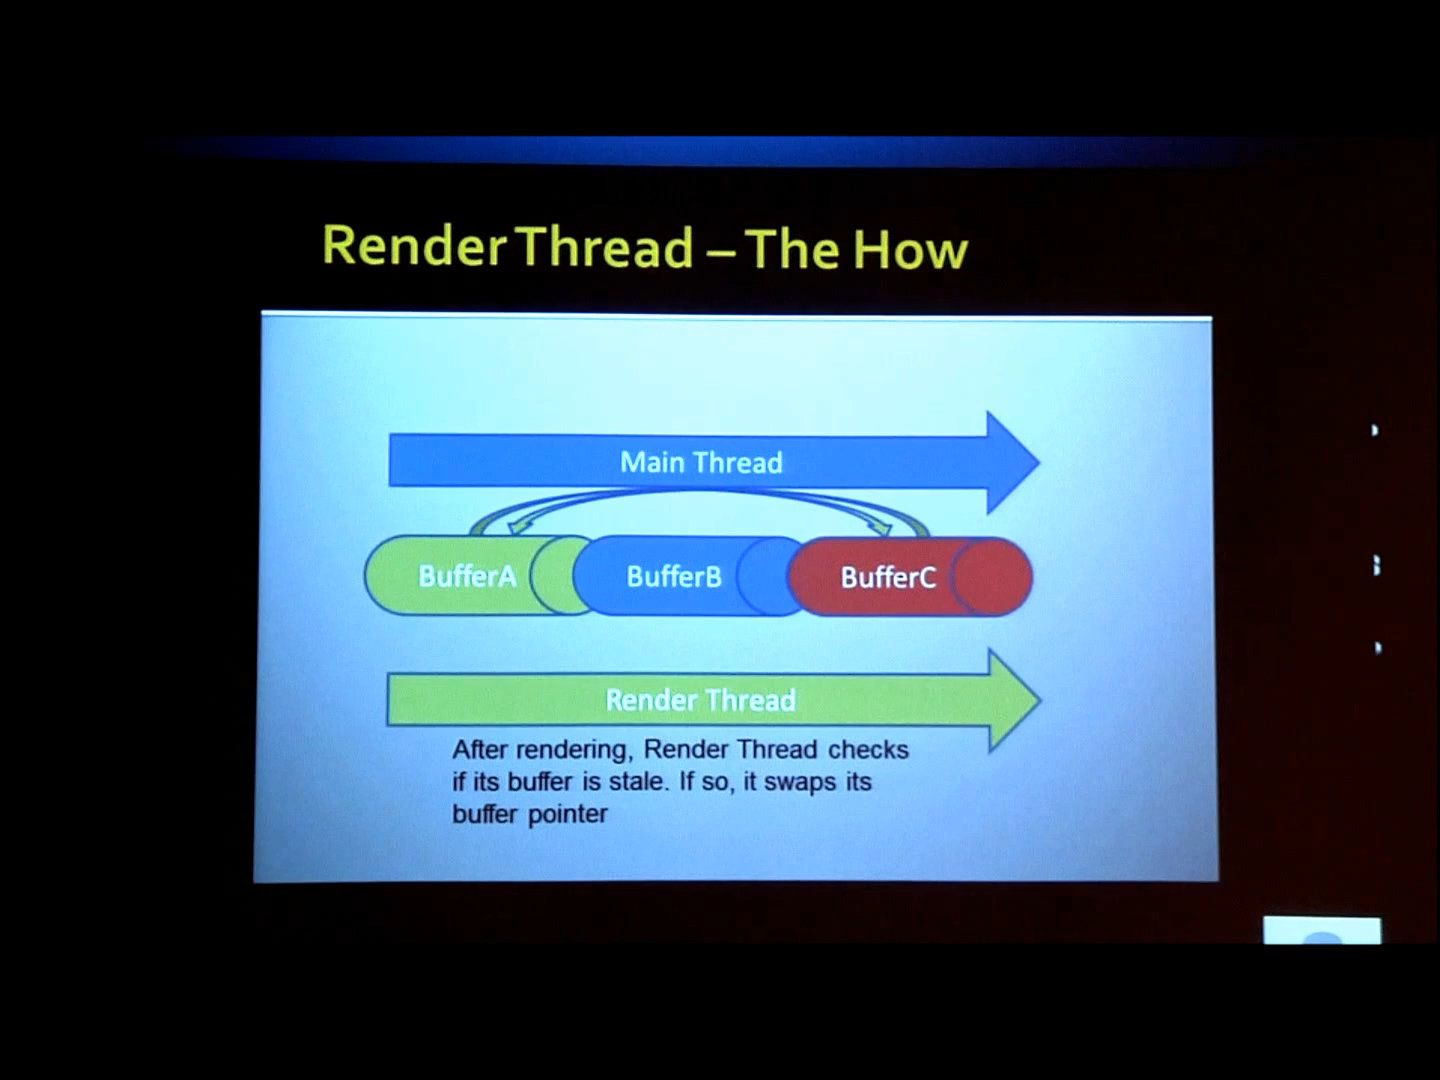 Render Thread – The How
Main Thread
BufferA
BufferB
BufferC
Render Thread
After rendering, Render Thread checks
if its buffer is stale. If so, it swaps its
buffer pointer